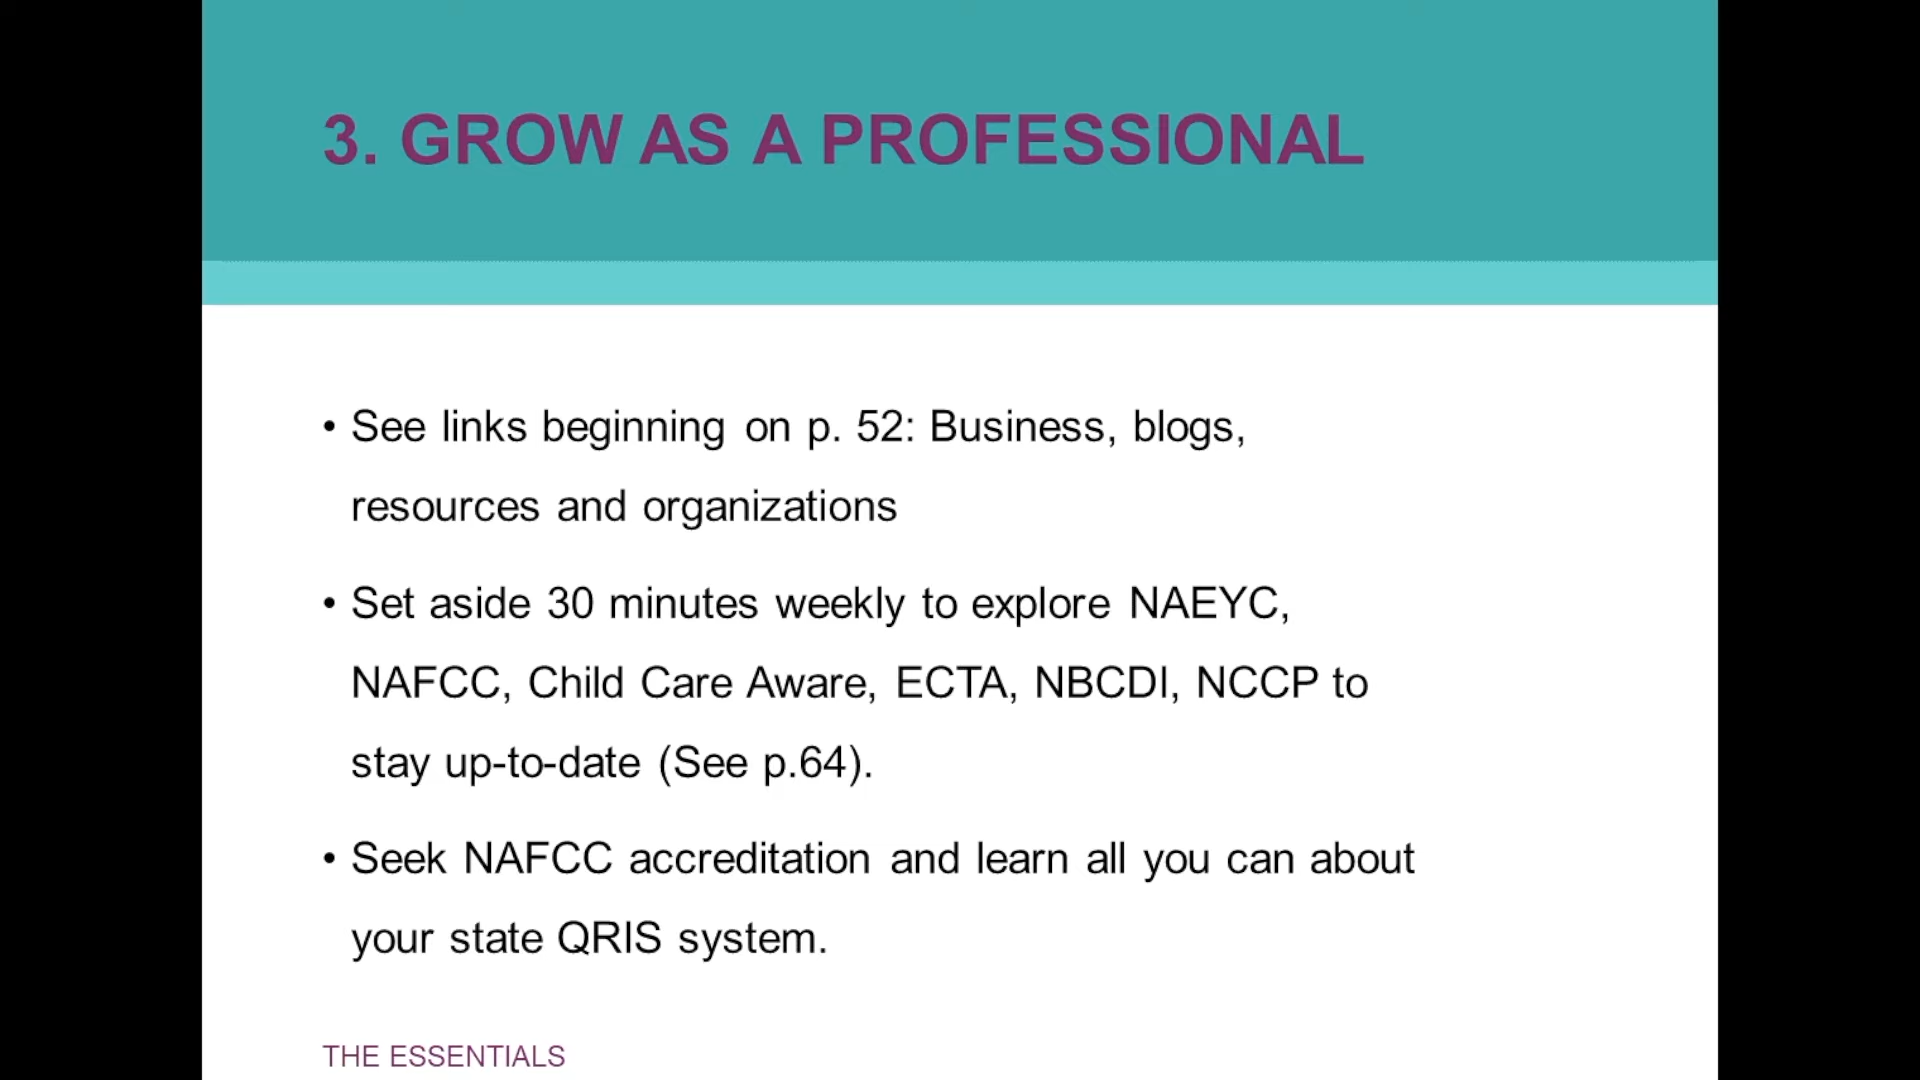 3. GROW AS A PROFESSIONAL
• See links beginning on p. 52: Business, blogs,
resources and organizations
• Set aside 30 minutes weekly to explore NAEYC,
NAFCC, Child Care Aware, ECTA, NBCDI, NCCP to
stay up-to-date (See p.64).
• Seek NAFCC accreditation and learn all you can about
your state QRIS system.
THE ESSENTIALS